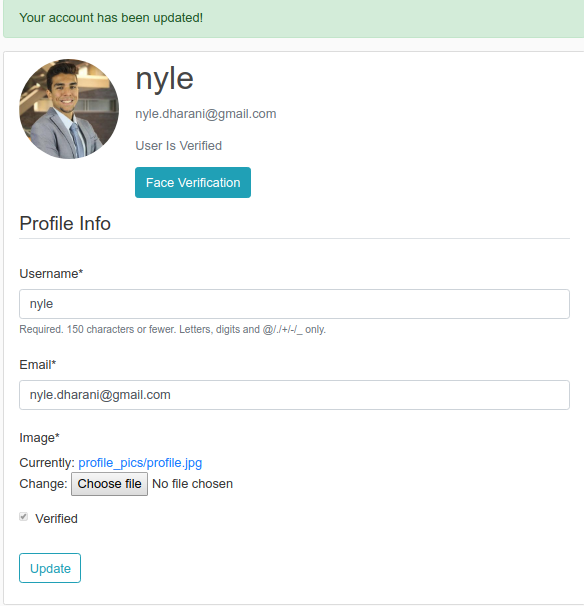 Your account has been updated!
nyle
nyle.dharani@gmail.com
User Is Verified
Face Verification
Profile Info
Username*
nyle
Required. 150 characters or fewer. Letters, digits and @/./+/-/_ only.
Email*
nyle.dharani@gmail.com
Image*
Currently: profile_pics/profile.jpg
Change: Choose file No file chosen
Verified
Update